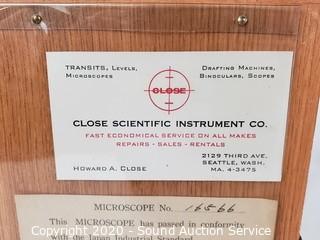 TRANSITS, LEVELS,
MICROSCOPES
DRAFTING MACHINES,
BINOCULARS, SCOPES
CLOSE
CLOSE SCIENTIFIC INSTRUMENT CO.
FAST ECONOMICAL SERVICE ON ALL MAKES
REPAIRS - SALES - RENTALS
2129 THIRD AVE.
SEATTLE, WASH.
HOWARD A. CLOSE
MA. 4-3475
MICROSCOPE No. 16566
This MICROSCOPE has passed in conformity
with the Japan Industrial Standard
Copyright 2020 - Sound Auction Service